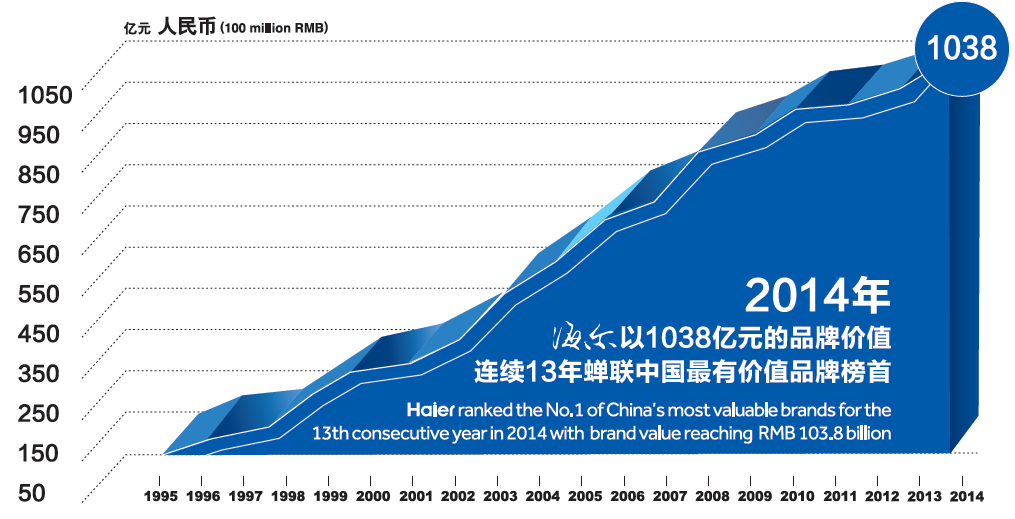 亿元 人民币 (100 million RMB)
1038
1050
950
850
750
650
550
450
350
250
150
50
2014年
海尔以1038亿元的品牌价值
连续13年蝉联中国最有价值品牌榜首
Haier ranked the No.1 of China's most valuable brands for the
13th consecutive year in 2014 with brand value reaching RMB 103.8 billion
1995 1996 1997 1998 1999 2000 2001 2002 2003 2004 2005 2006 2007 2008 2009 2010 2011 2012 2013 2014